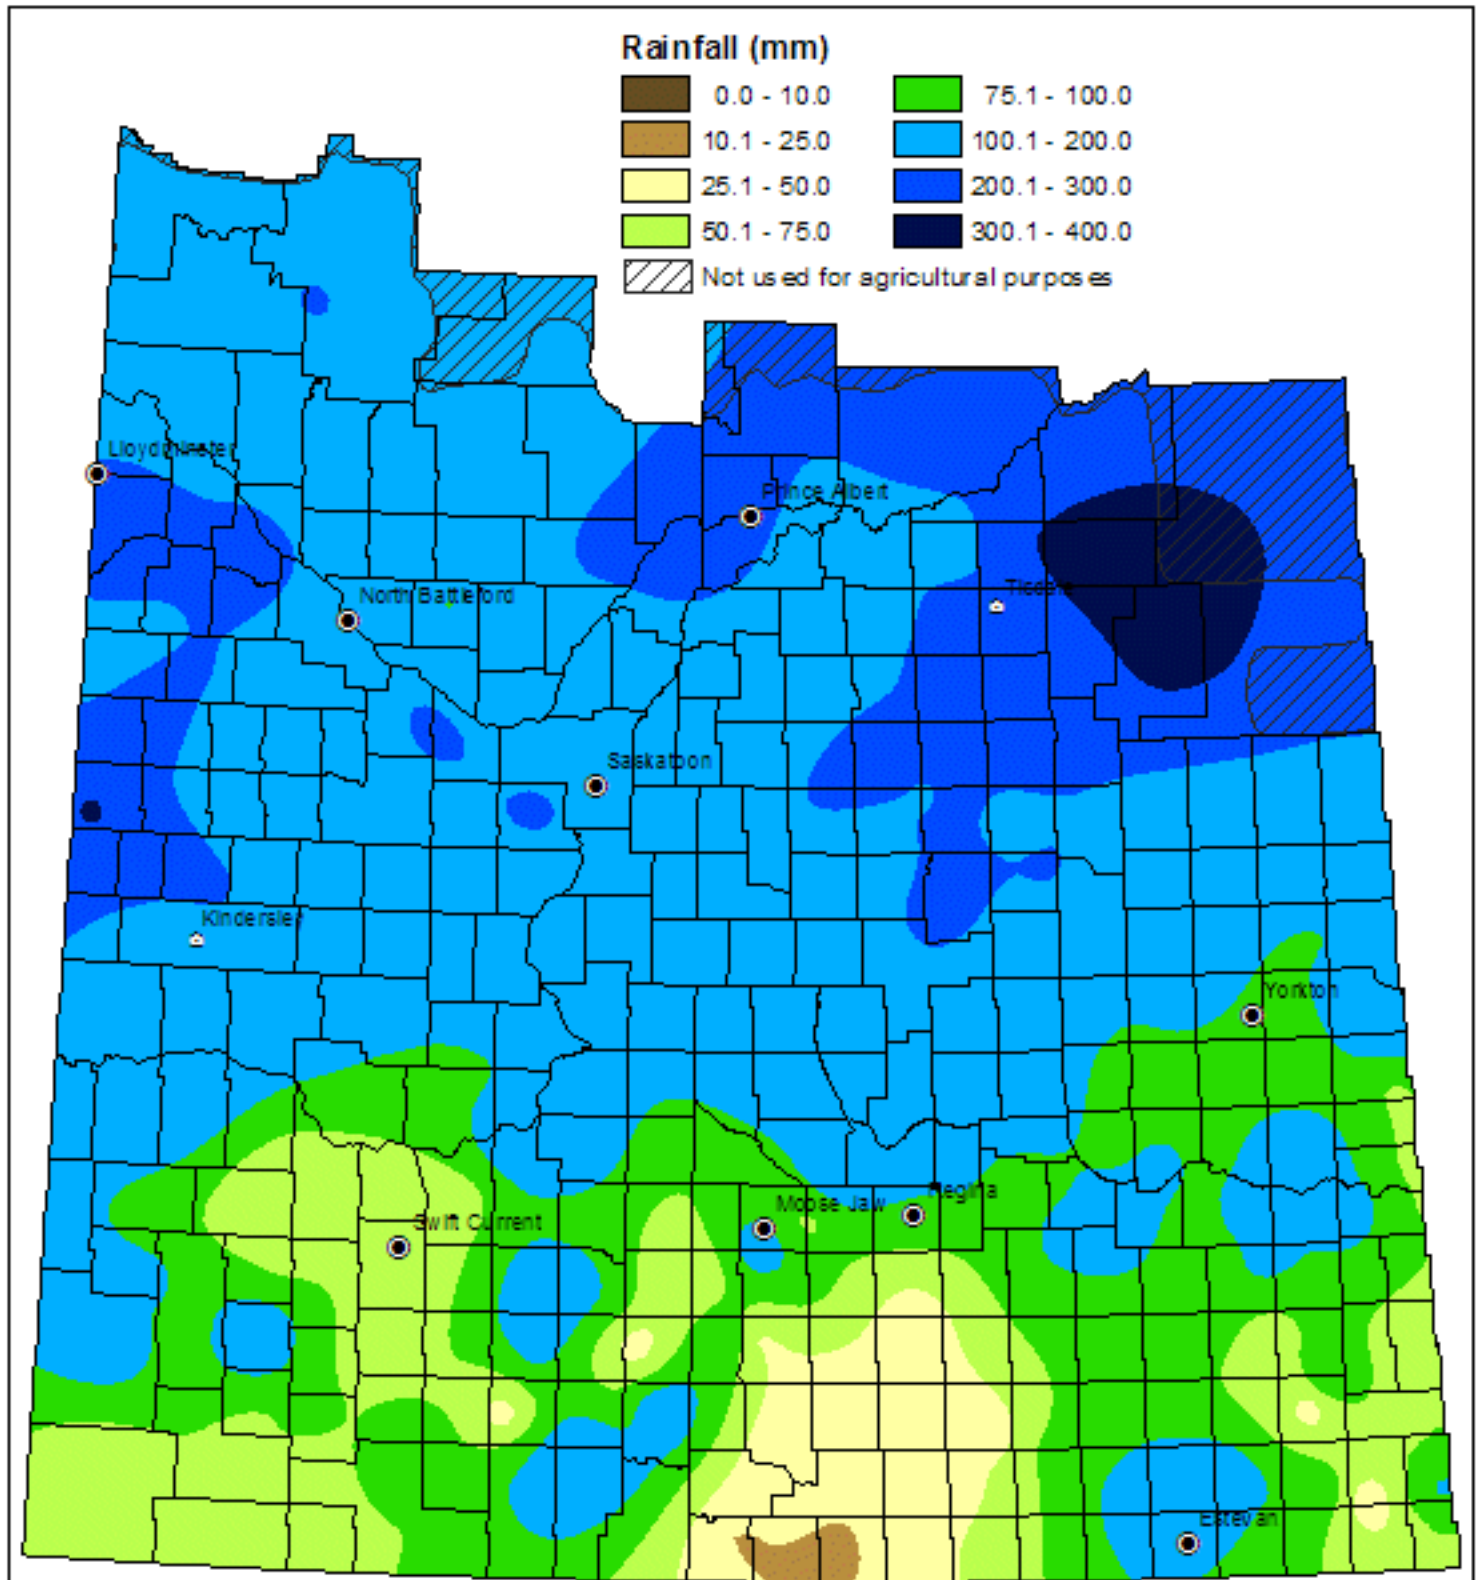 Rainfall (mm)
0.0 - 10.0
75.1 - 100.0
10.1 - 25.0
100.1 - 200.0
25.1 - 50.0
200.1 - 300.0
50.1 - 75.0
300.1 - 400.0
Not used for agricultural purposes
Lloydminster
Prince Albert
Tisdale
North Battleford
Saskatoon
Kindersley
Yorkton
Regina
Moose Jaw
Swift Current
Estevan